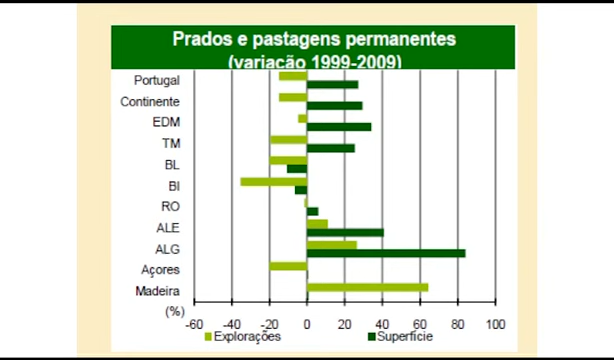 Prados e pastagens permanentes
(variação 1999-2009)
Portugal
Continente
EDM
TM
BL
BI
RO
ALE
ALG
Açores
Madeira
(%)
-60 -40 -20 0 20 40 60 80 100
Explorações Superfície